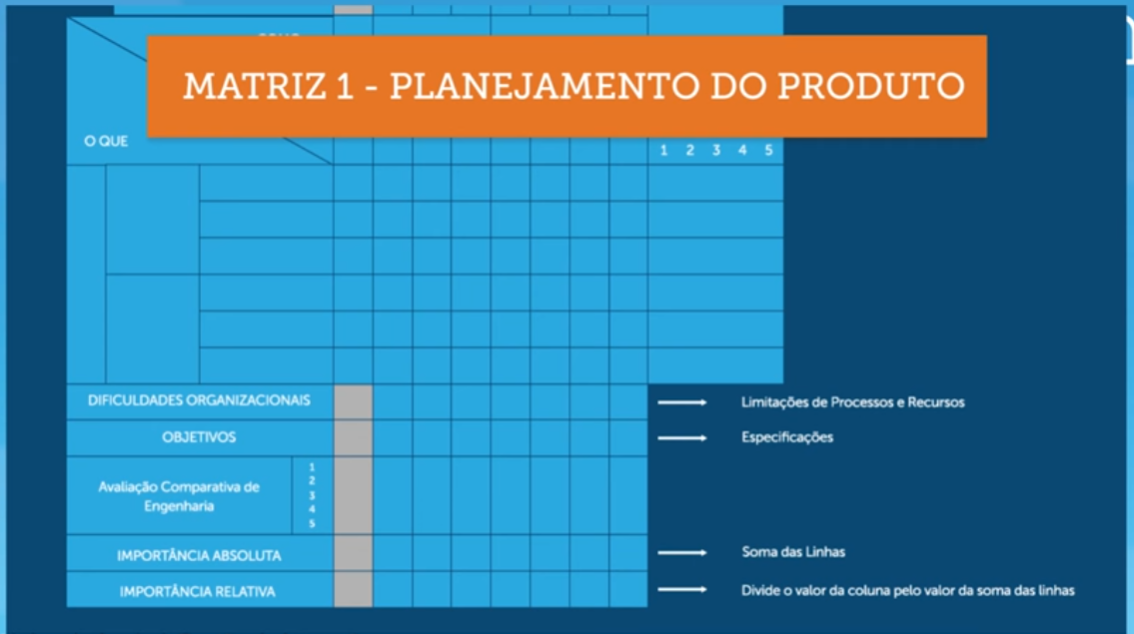 MATRIZ 1 - PLANEJAMENTO DO PRODUTO
O QUE
1 2 3 4 5
DIFICULDADES ORGANIZACIONAIS
Limitações de Processos e Recursos
OBJETIVOS
Especificações
Avaliação Comparativa de
Engenharia
1
2
3
4
5
IMPORTÂNCIA ABSOLUTA
Soma das Linhas
IMPORTÂNCIA RELATIVA
Divide o valor da coluna pelo valor da soma das linhas